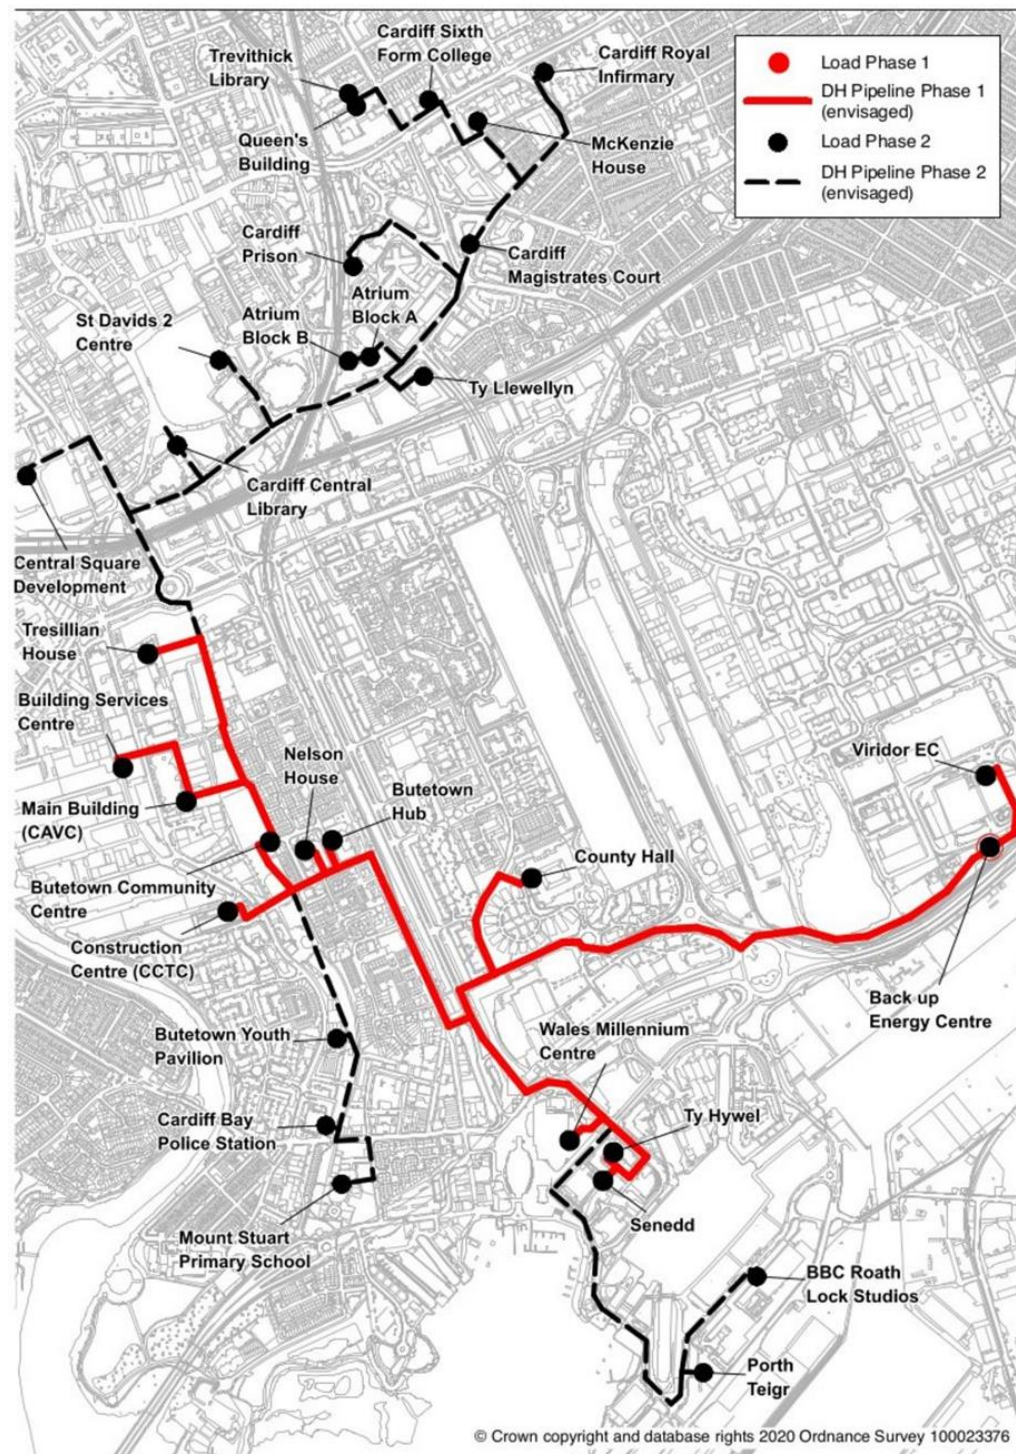 Cardiff Sixth
Form College
Trevithick
Library
Cardiff Royal
Infirmary
Load Phase 1
DH Pipeline Phase 1
(envisaged)
Load Phase 2
DH Pipeline Phase 2
(envisaged)
Queen's
Building
McKenzie
House
Cardiff
Prison
Cardiff
Magistrates Court
Atrium
Block A
Atrium
Block B
St Davids 2
Centre
Ty Llewellyn
Cardiff Central
Library
Central Square
Development
Tresillian
House
Building Services
Centre
Nelson
House
Viridor EC
Butetown
Hub
Main Building
(CAVC)
County Hall
Butetown Community
Centre
Construction
Centre (CCTC)
Back up
Energy Centre
Butetown Youth
Pavilion
Wales Millennium
Centre
Cardiff Bay
Police Station
Ty Hywel
Mount Stuart
Primary School
Senedd
BBC Roath
Lock Studios
Porth
Teigr
© Crown copyright and database rights 2020 Ordnance Survey 100023376